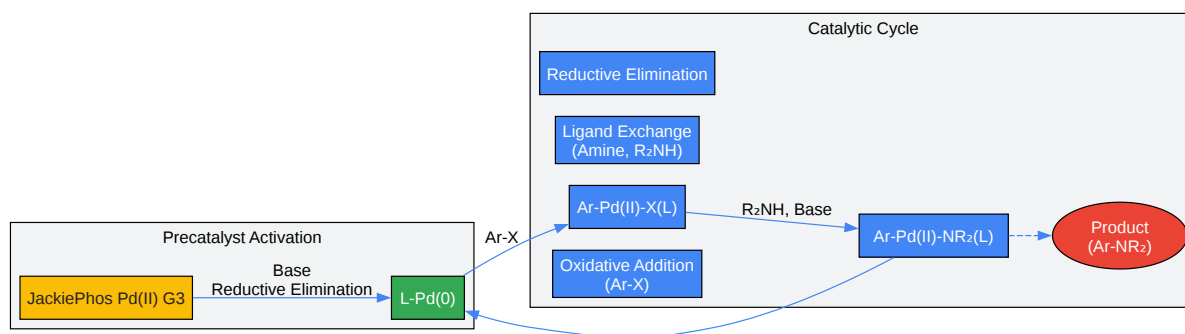 Catalytic Cycle
Reductive Elimination
Ligand Exchange
(Amine, R₂NH)
Ar-Pd(II)-X(L)
R₂NH, Base
Ar-Pd(II)-NR₂(L)
Product
(Ar-NR₂)
Oxidative Addition
(Ar-X)
Ar-X
Precatalyst Activation
JackiePhos Pd(II) G3
Base
Reductive Elimination
L-Pd(0)